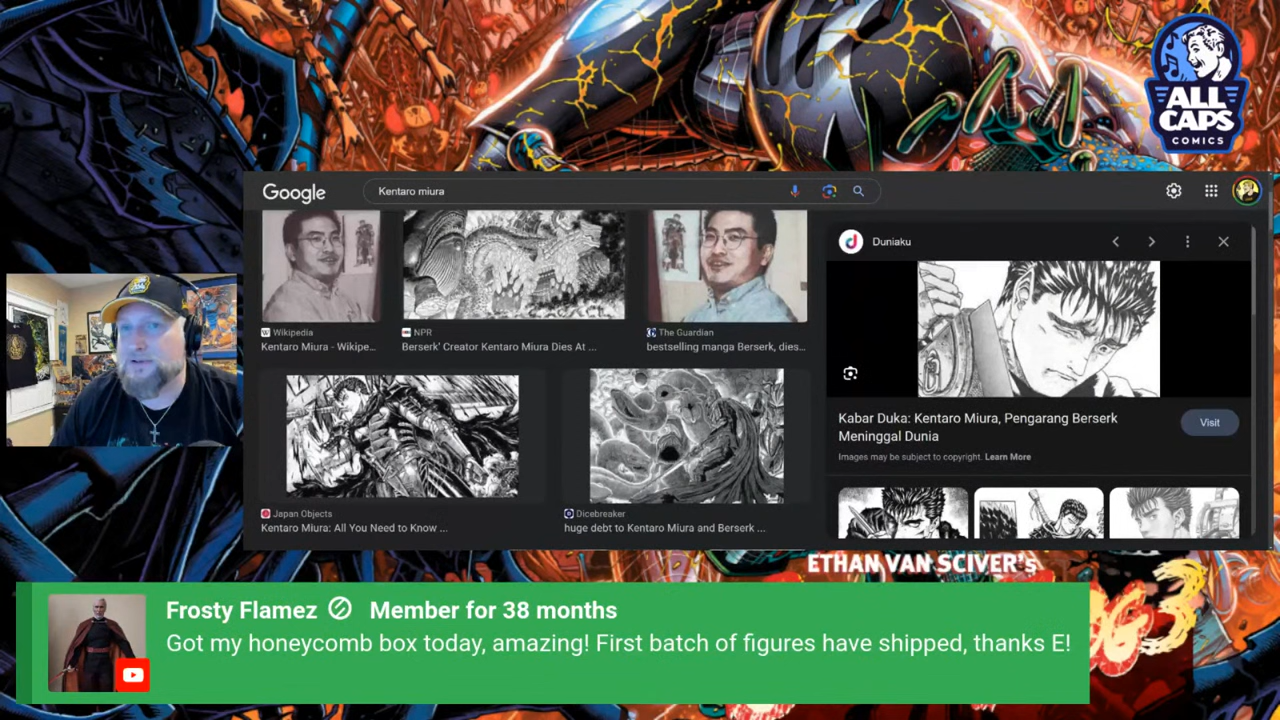 ALL
CAPS
COMICS
Google
Kentaro miura
Wikipedia
Kentaro Miura - Wikipe...
NPR
Berserk' Creator Kentaro Miura Dies At ...
The Guardian
bestselling manga Berserk, dies...
Japan Objects
Kentaro Miura: All You Need to Know ...
Dicebreaker
huge debt to Kentaro Miura and Berserk ...
Duniaku
Kabar Duka: Kentaro Miura, Pengarang Berserk
Meninggal Dunia
Visit
Images may be subject to copyright. Learn More
ETHAN VAN SCIVER's
3
Frosty Flamez Member for 38 months
Got my honeycomb box today, amazing! First batch of figures have shipped, thanks E!